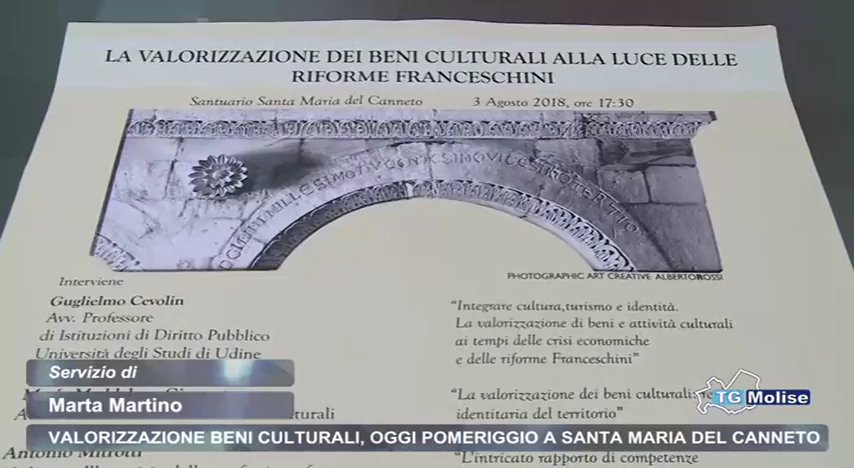 LA VALORIZZAZIONE DEI BENI CULTURALI ALLA LUCE DELLE
RIFORME FRANCESCHINI
Santuario Santa Maria del Canneto 3 Agosto 2018, ore 17:30
PHOTOGRAPHIC ART CREATIVE ALBERTOROSSI
Interviene
Guglielmo Cevolin
Avv. Professore
di Istituzioni di Diritto Pubblico
Università degli Studi di Udine
"Integrare cultura,turismo e identità.
La valorizzazione di beni e attività culturali
ai tempi delle crisi economiche
e delle riforme Franceschini"
"La valorizzazione dei beni culturali
identitaria del territorio"
Antonio
"L'intricato rapporto di competenze
Servizio di
Marta Martino
TG Molise
VALORIZZAZIONE BENI CULTURALI, OGGI POMERIGGIO A SANTA MARIA DEL CANNETO